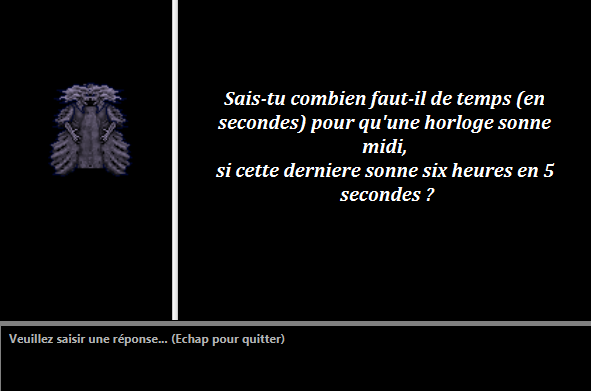 Sais-tu combien faut-il de temps (en
secondes) pour qu'une horloge sonne
midi,
si cette derniere sonne six heures en 5
secondes ?
Veuillez saisir une réponse... (Echap pour quitter)